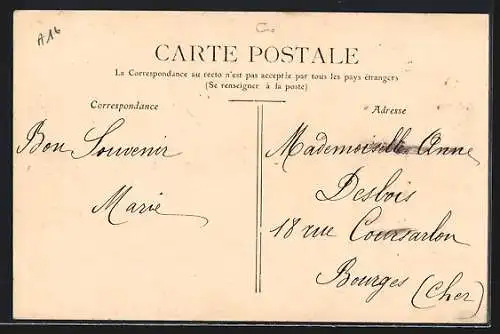 A16
CARTE POSTALE
La Correspondance au recto n'est pas acceptée par tous les pays étrangers
(Se renseigner à la poste)
Correspondance
Adresse
Bon Souvenir
Marie
Mademoiselle Anne
Desbois
18 rue Coursarlon
Bourges (Cher)